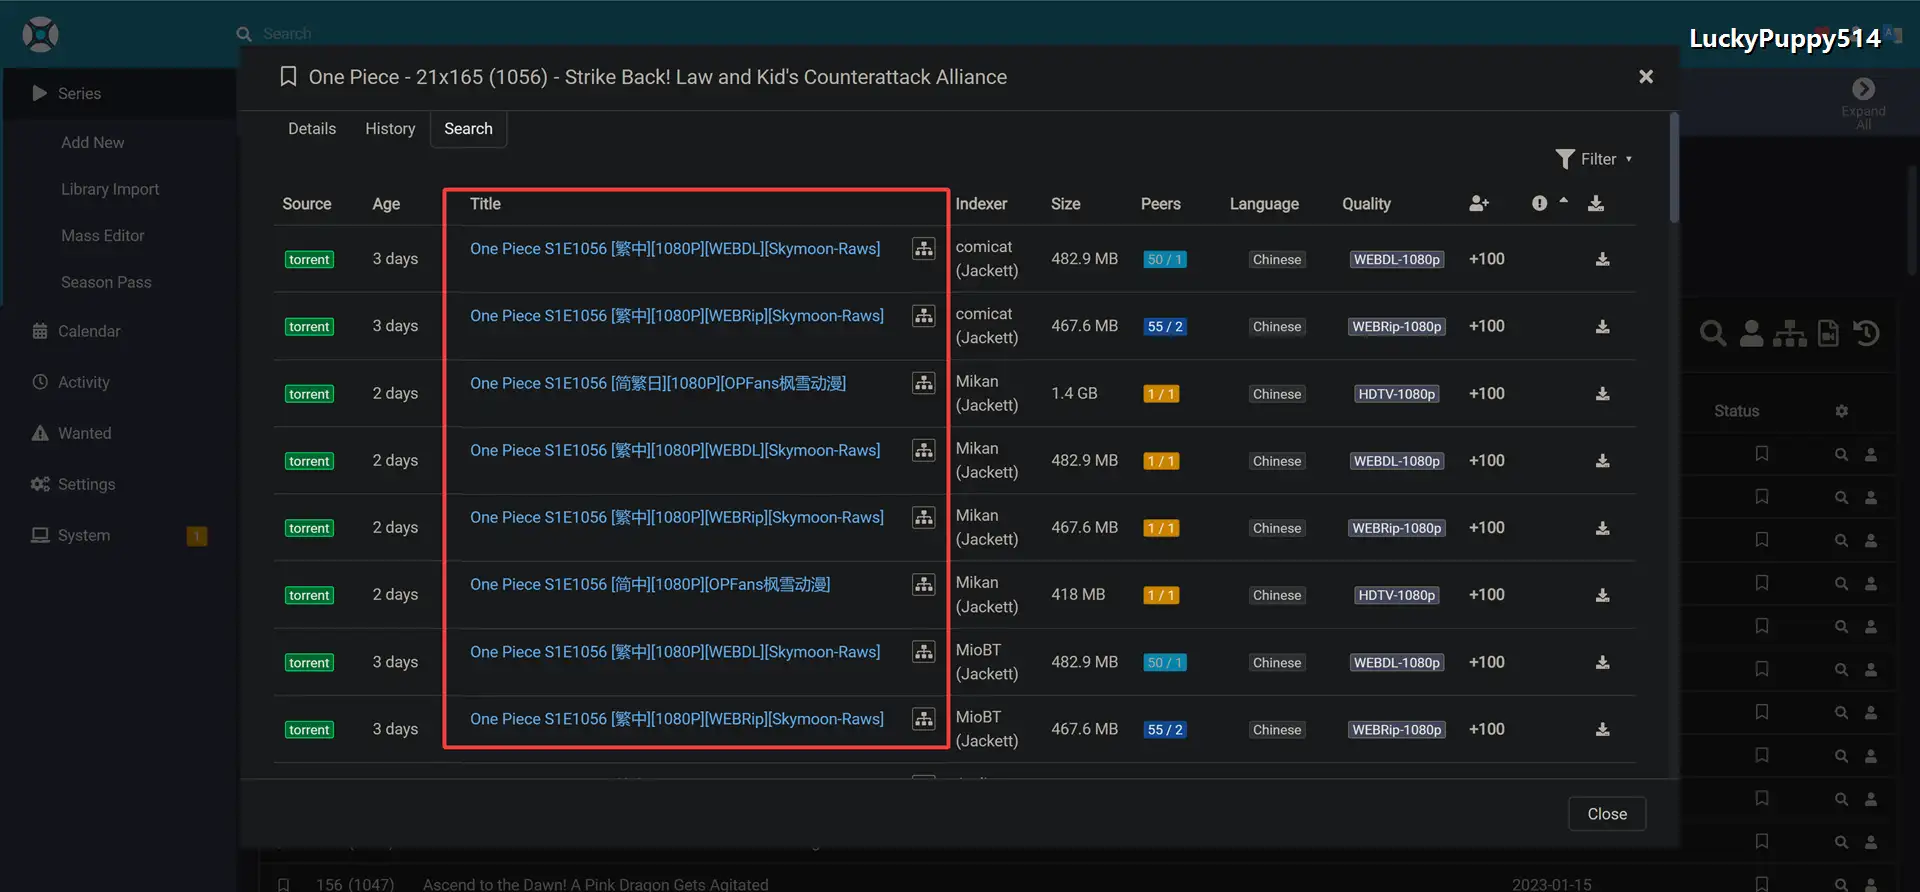 Search
LuckyPuppy514
Series
Add New
Library Import
Mass Editor
Season Pass
Calendar
Activity
Wanted
Settings
System
1
One Piece - 21x165 (1056) - Strike Back! Law and Kid's Counterattack Alliance
Expand
All
Details
History
Search
Filter
Source
Age
Title
Indexer
Size
Peers
Language
Quality
torrent 3 days One Piece S1E1056 [繁中][1080P][WEBDL][Skymoon-Raws] comicat (Jackett) 482.9 MB 50 / 1 Chinese WEBDL-1080p +100
torrent 3 days One Piece S1E1056 [繁中][1080P][WEBRip][Skymoon-Raws] comicat (Jackett) 467.6 MB 55 / 2 Chinese WEBRip-1080p +100
torrent 2 days One Piece S1E1056 [简繁日][1080P][OPFans枫雪动漫] Mikan (Jackett) 1.4 GB 1 / 1 Chinese HDTV-1080p +100
torrent 2 days One Piece S1E1056 [繁中][1080P][WEBDL][Skymoon-Raws] Mikan (Jackett) 482.9 MB 1 / 1 Chinese WEBDL-1080p +100
torrent 2 days One Piece S1E1056 [繁中][1080P][WEBRip][Skymoon-Raws] Mikan (Jackett) 467.6 MB 1 / 1 Chinese WEBRip-1080p +100
torrent 2 days One Piece S1E1056 [简中][1080P][OPFans枫雪动漫] Mikan (Jackett) 418 MB 1 / 1 Chinese HDTV-1080p +100
torrent 3 days One Piece S1E1056 [繁中][1080P][WEBDL][Skymoon-Raws] MioBT (Jackett) 482.9 MB 50 / 1 Chinese WEBDL-1080p +100
torrent 3 days One Piece S1E1056 [繁中][1080P][WEBRip][Skymoon-Raws] MioBT (Jackett) 467.6 MB 55 / 2 Chinese WEBRip-1080p +100
Status
Close
156 (1047) Ascend to the Dawn! A Pink Dragon Gets Agitated 2023-01-15